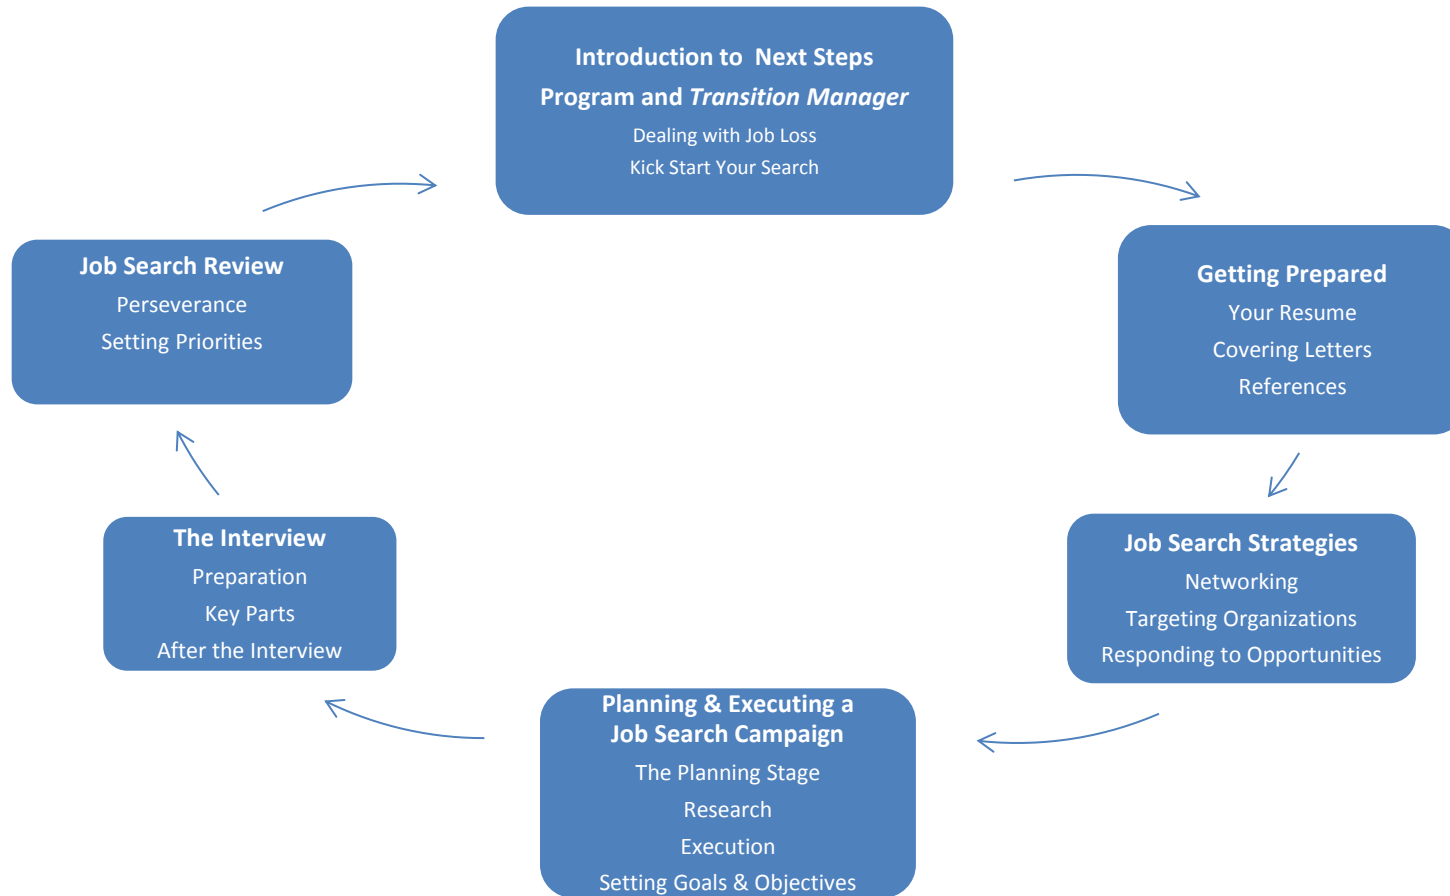 Introduction to Next Steps
Program and Transition Manager
Dealing with Job Loss
Kick Start Your Search
Getting Prepared
Your Resume
Covering Letters
References
Job Search Strategies
Networking
Targeting Organizations
Responding to Opportunities
Planning & Executing a
Job Search Campaign
The Planning Stage
Research
Execution
Setting Goals & Objectives
The Interview
Preparation
Key Parts
After the Interview
Job Search Review
Perseverance
Setting Priorities